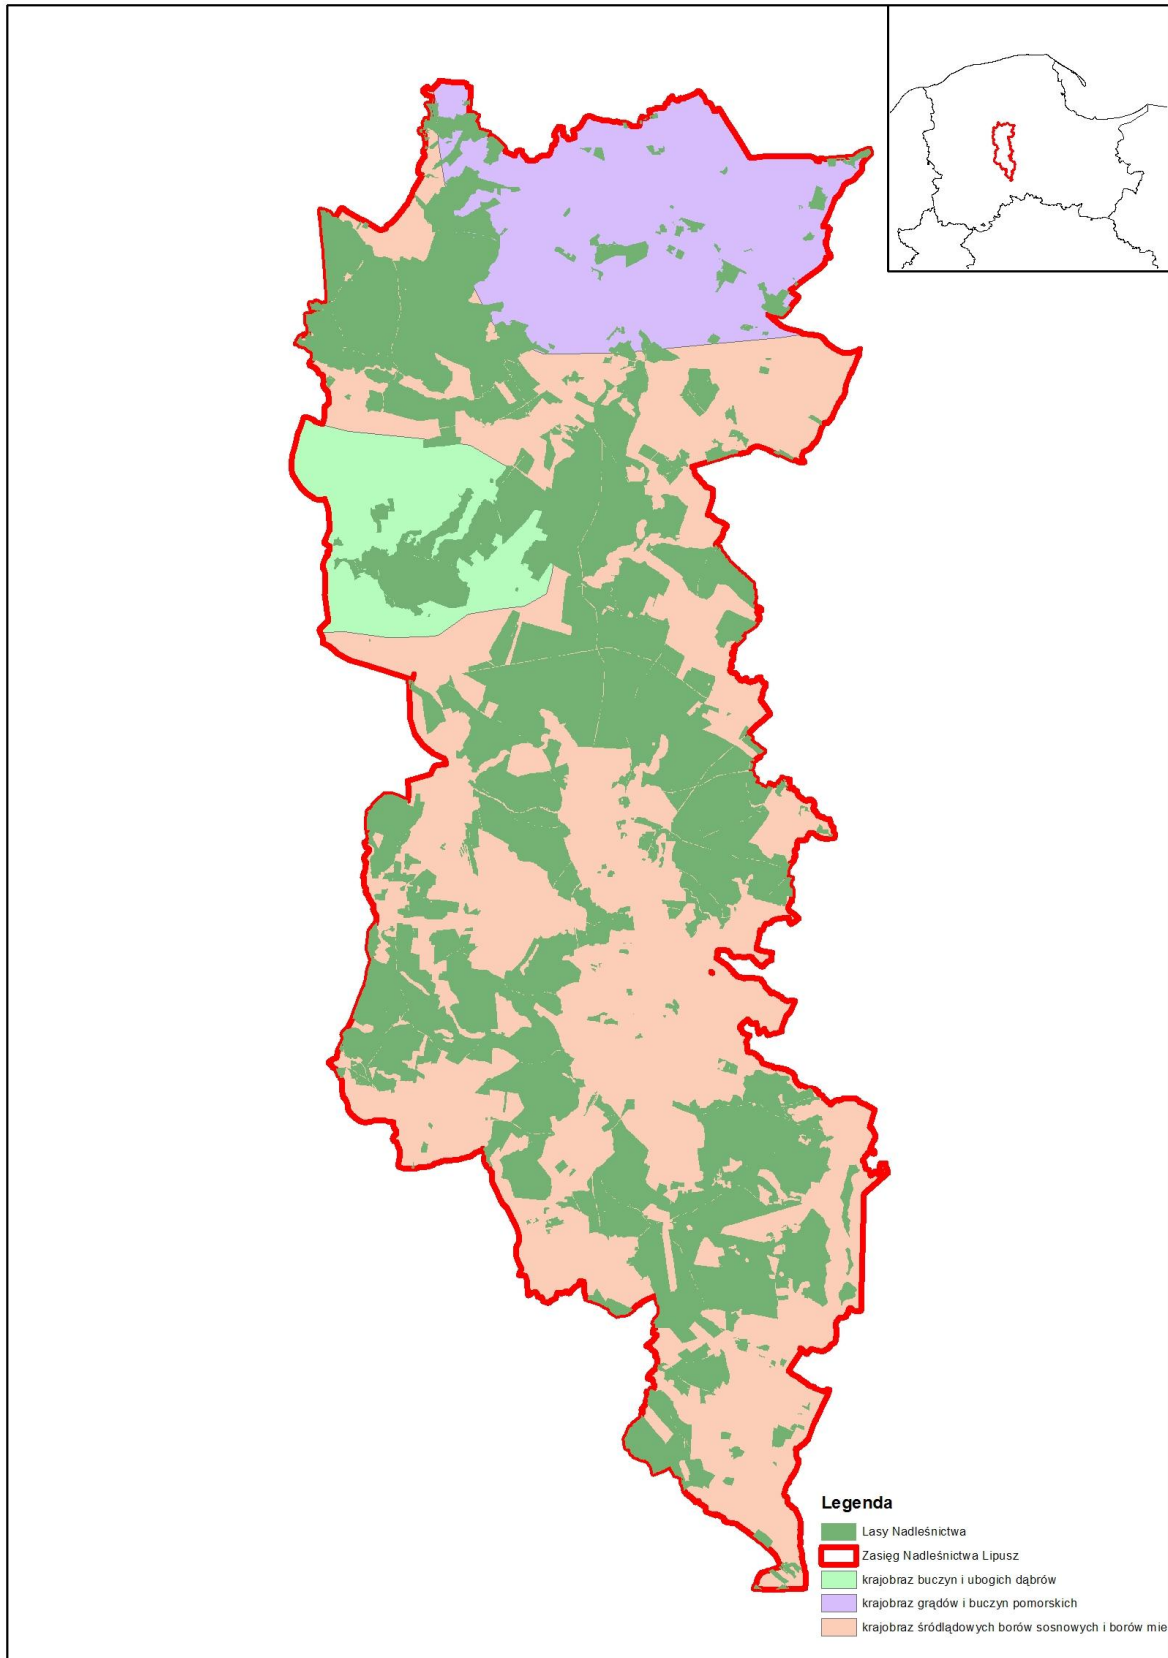 Legenda
Lasy Nadleśnictwa
Zasięg Nadleśnictwa Lipusz
krajobraz buczyn i ubogich dąbrów
krajobraz grądów i buczyn pomorskich
krajobraz śródlądowych borów sosnowych i borów mie